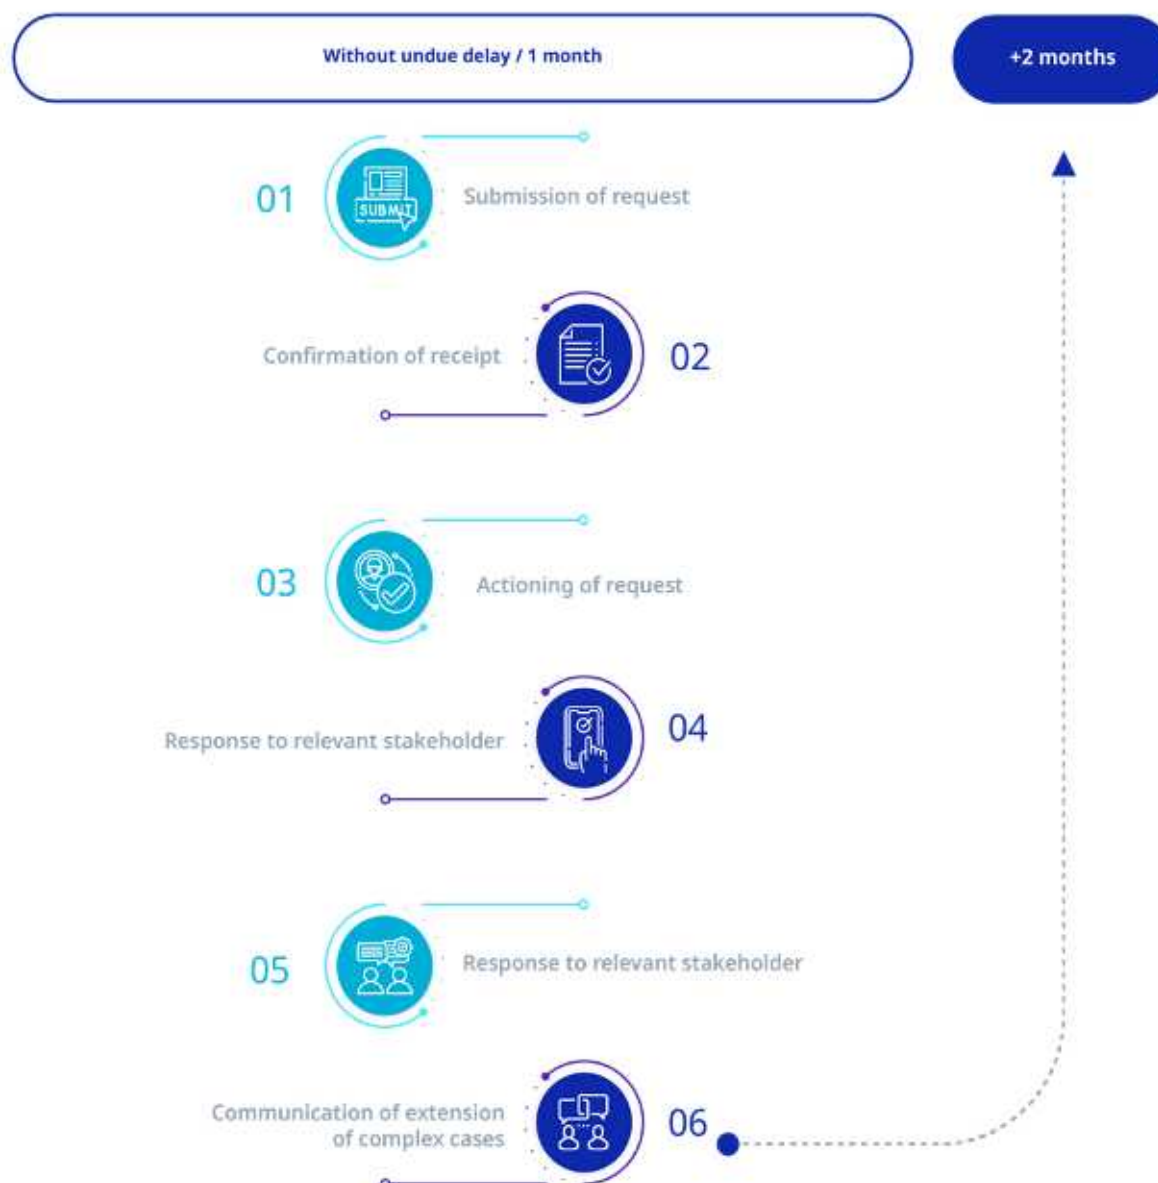 Without undue delay / 1 month
+2 months
01
SUBMIT
Submission of request
Confirmation of receipt
02
03
Actioning of request
Response to relevant stakeholder
04
05
Response to relevant stakeholder
Communication of extension
of complex cases
06